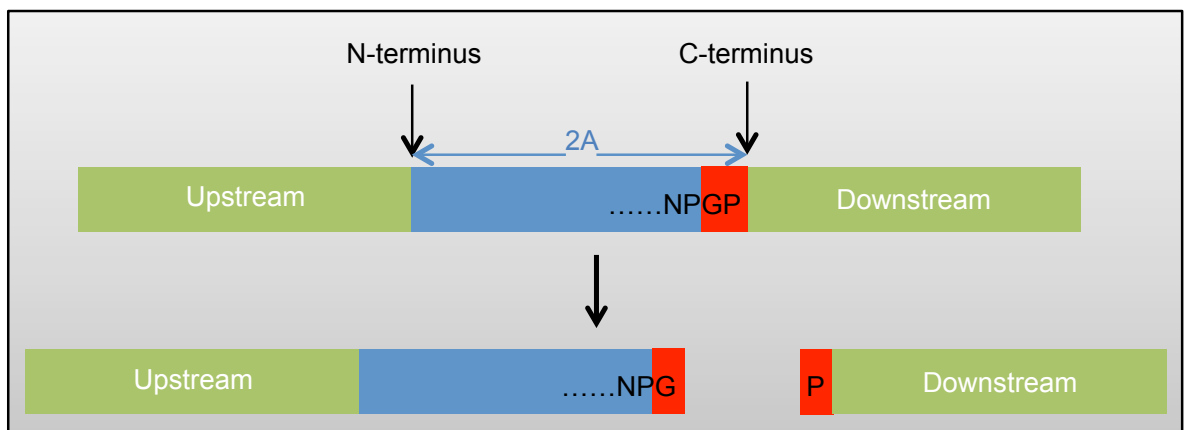 N-terminus C-terminus
2A
Upstream ......NPGP Downstream
Upstream ......NPG P Downstream